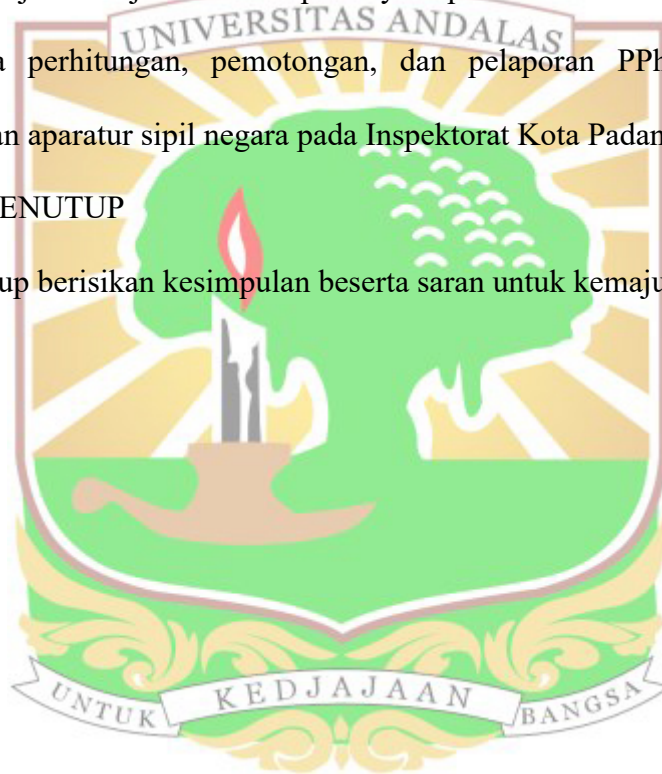 UNIVERSITAS ANDALAS
perhitungan, pemotongan, dan pelaporan PPh
aparatur sipil negara pada Inspektorat Kota Padan
ENUTUP
up berisikan kesimpulan beserta saran untuk kemaju
UNTUK KEDJAJAAN BANGSA